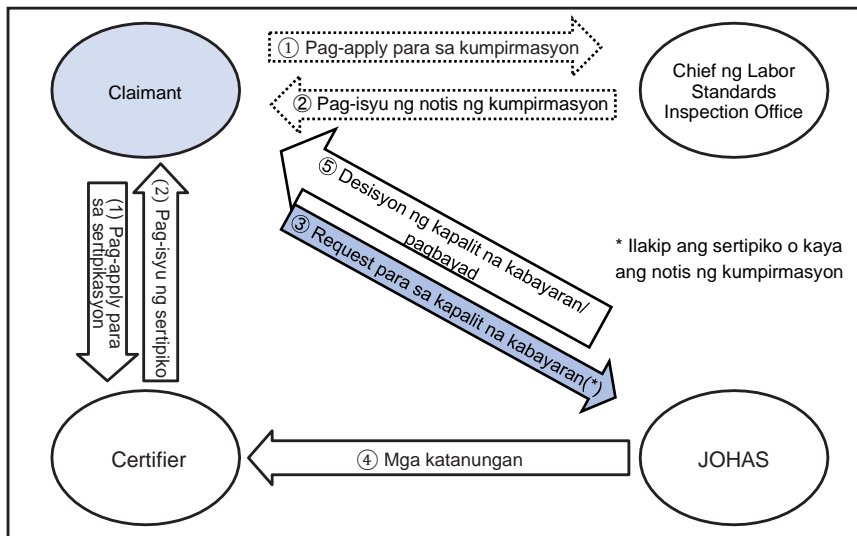 ① Pag-apply para sa kumpirmasyon
Claimant
Chief ng Labor
Standards
Inspection Office
② Pag-isyu ng notis ng kumpirmasyon
⑤ Desisyon ng kapalit na kabayaran/
pagbayad
③ Request para sa kapalit na kabayaran(*)
(1) Pag-apply para
sa sertipikasyon
(2) Pag-isyu ng sertipiko
* Ilakip ang sertipiko o kaya
ang notis ng kumpirmasyon
Certifier
④ Mga katanungan
JOHAS